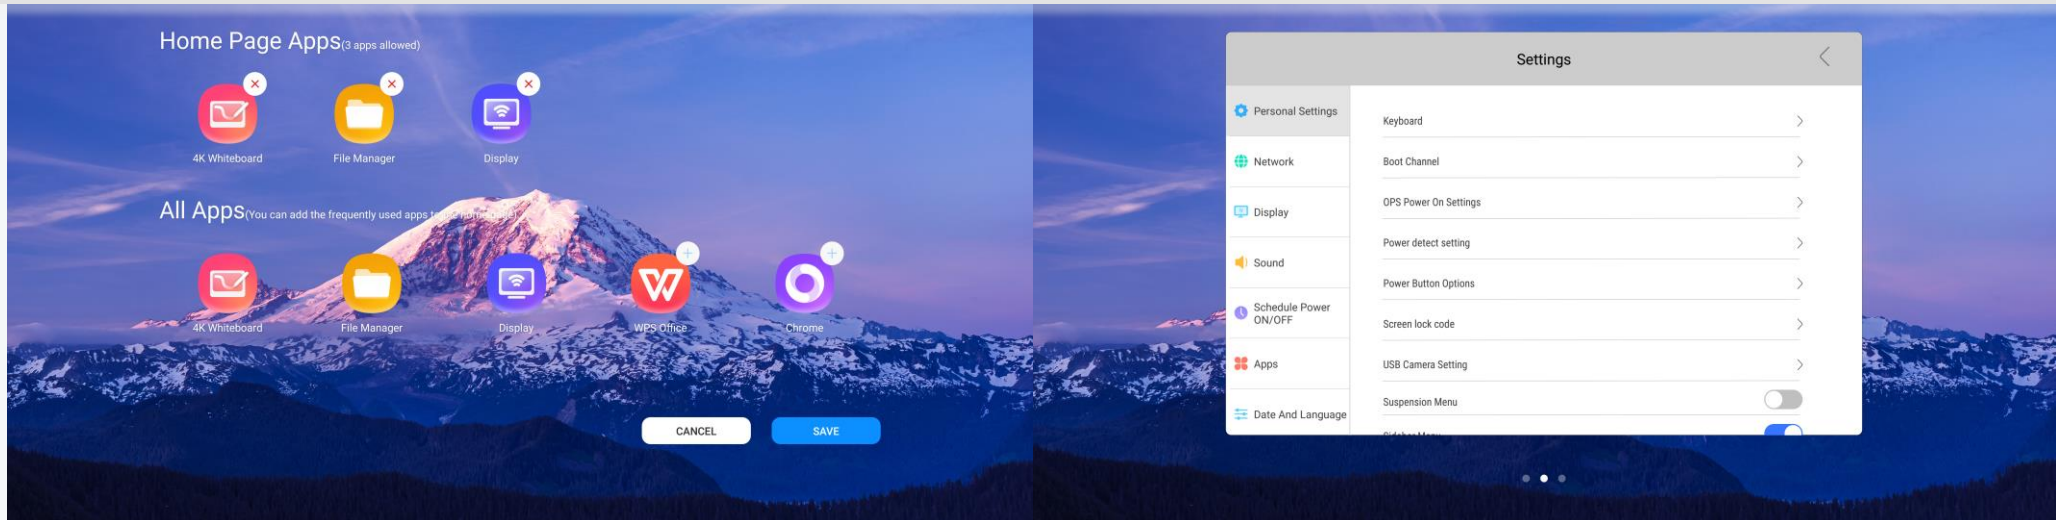 Home Page Apps(3 apps allowed)
4K Whiteboard
File Manager
Display
All Apps(You can add the frequently used apps to the home page)
4K Whiteboard
File Manager
Display
WPS Office
Chrome
CANCEL
SAVE
Settings
Personal Settings
Network
Display
Sound
Schedule Power
ON/OFF
Apps
Date And Language
Keyboard
Boot Channel
OPS Power On Settings
Power detect setting
Power Button Options
Screen lock code
USB Camera Setting
Suspension Menu
Sidebar Menu